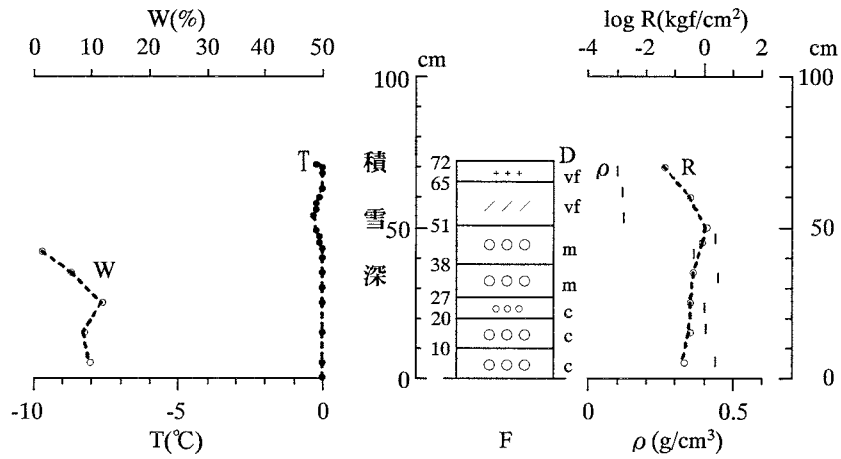 W(%)
0 10 20 30 40 50
log R(kgf/cm²)
-4 -2 0 2
cm
100
50
0
cm
100
50
0
T
W
-10 -5 0
T(℃)
積
雪
深
D
72
65
51
38
27
20
10
+ + +
vf
/ / /
vf
○ ○ ○
m
○ ○ ○
m
○ ○ ○
c
○ ○ ○
c
○ ○ ○
c
F
ρ
R
0 0.5
ρ (g/cm³)